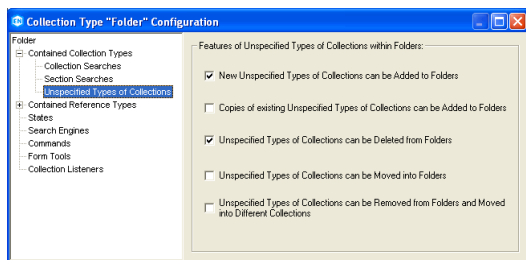 Collection Type "Folder" Configuration
Folder
Contained Collection Types
Collection Searches
Section Searches
Unspecified Types of Collections
Contained Reference Types
States
Search Engines
Commands
Form Tools
Collection Listeners
Features of Unspecified Types of Collections within Folders:
New Unspecified Types of Collections can be Added to Folders
Copies of existing Unspecified Types of Collections can be Added to Folders
Unspecified Types of Collections can be Deleted from Folders
Unspecified Types of Collections can be Moved into Folders
Unspecified Types of Collections can be Removed from Folders and Moved
into Different Collections